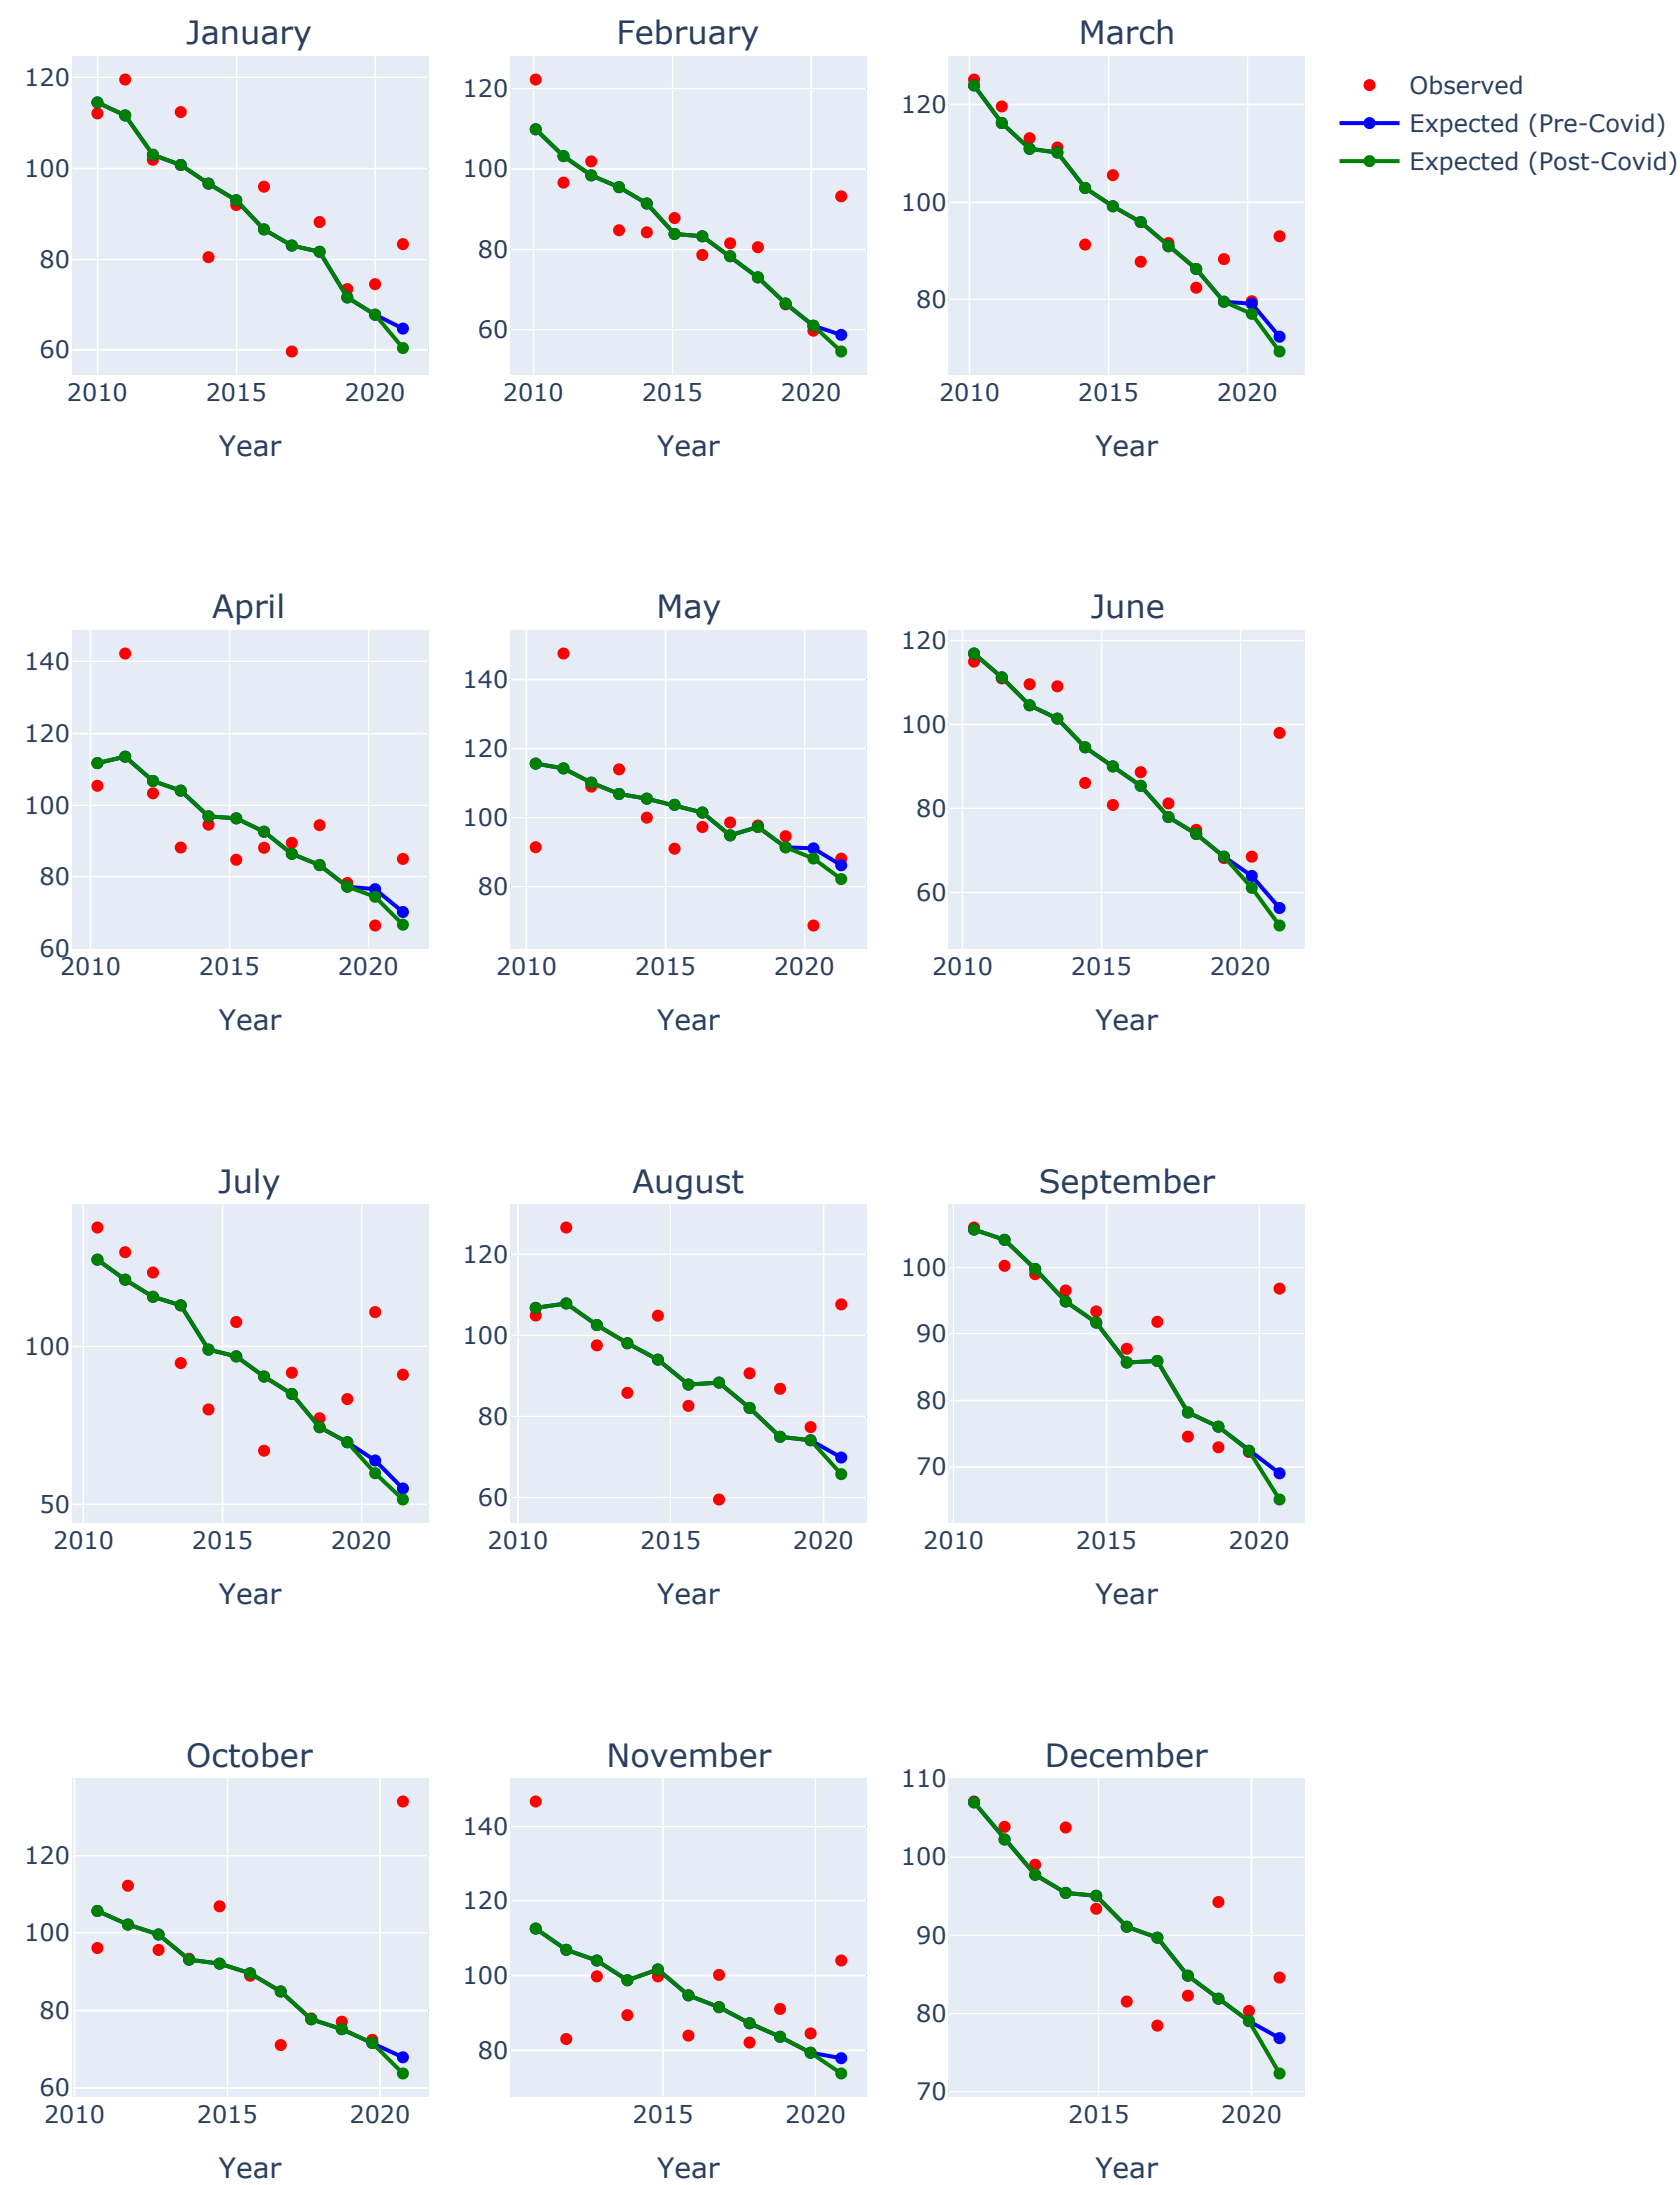 January
120
100
80
60
2010 2015 2020
Year
February
120
100
80
60
2010 2015 2020
Year
March
120
100
80
2010 2015 2020
Year
Observed
Expected (Pre-Covid)
Expected (Post-Covid)
April
140
120
100
80
60
2010 2015 2020
Year
May
140
120
100
80
2010 2015 2020
Year
June
120
100
80
60
2010 2015 2020
Year
July
100
50
2010 2015 2020
Year
August
120
100
80
60
2010 2015 2020
Year
September
100
90
80
70
2010 2015 2020
Year
October
120
100
80
60
2010 2015 2020
Year
November
140
120
100
80
2015 2020
Year
December
110
100
90
80
70
2015 2020
Year